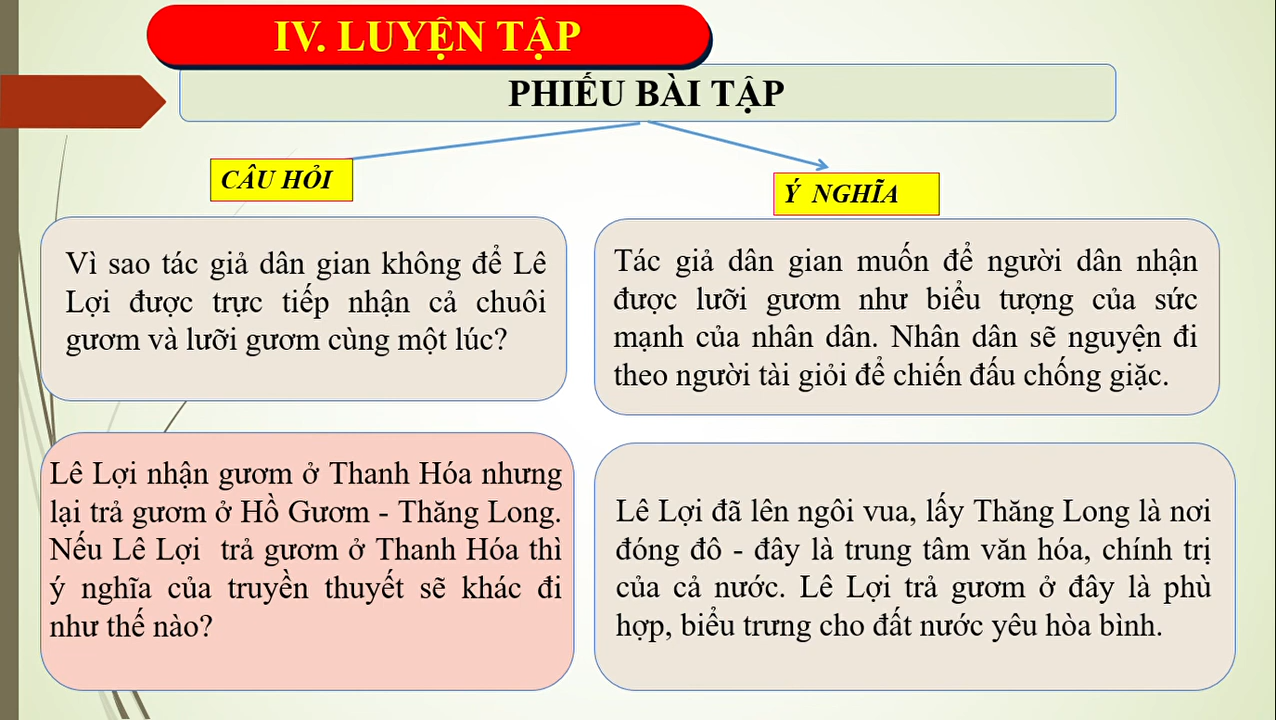 IV. LUYỆN TẬP
PHIẾU BÀI TẬP
CÂU HỎI
Ý NGHĨA
Vì sao tác giả dân gian không để Lê
Lợi được trực tiếp nhận cả chuôi
gươm và lưỡi gươm cùng một lúc?
Tác giả dân gian muốn để người dân nhận
được lưỡi gươm như biểu tượng của sức
mạnh của nhân dân. Nhân dân sẽ nguyện đi
theo người tài giỏi để chiến đấu chống giặc.
Lê Lợi nhận gươm ở Thanh Hóa nhưng
lại trả gươm ở Hồ Gươm - Thăng Long.
Nếu Lê Lợi trả gươm ở Thanh Hóa thì
ý nghĩa của truyền thuyết sẽ khác đi
như thế nào?
Lê Lợi đã lên ngôi vua, lấy Thăng Long là nơi
đóng đô - đây là trung tâm văn hóa, chính trị
của cả nước. Lê Lợi trả gươm ở đây là phù
hợp, biểu trưng cho đất nước yêu hòa bình.